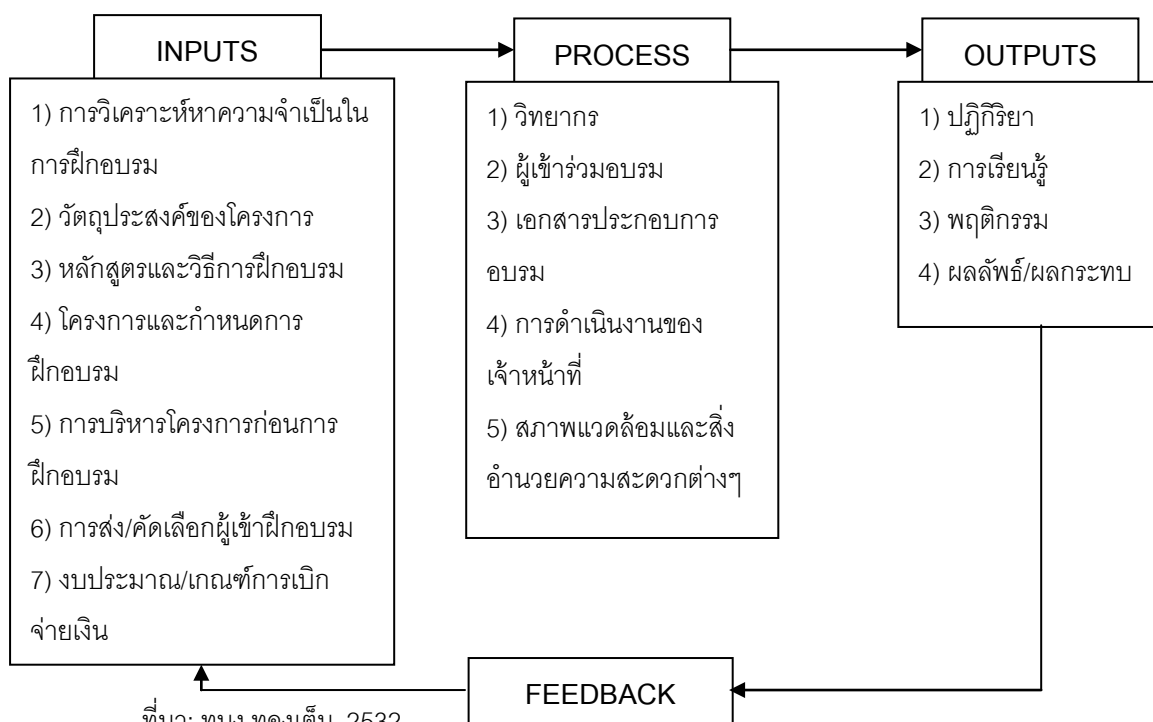 INPUTS
1) การวิเคราะห์หาความจำเป็นใน
การฝึกอบรม
2) วัตถุประสงค์ของโครงการ
3) หลักสูตรและวิธีการฝึกอบรม
4) โครงการและกำหนดการ
ฝึกอบรม
5) การบริหารโครงการก่อนการ
ฝึกอบรม
6) การส่ง/คัดเลือกผู้เข้าฝึกอบรม
7) งบประมาณ/เกณฑ์การเบิก
จ่ายเงิน
PROCESS
1) วิทยากร
2) ผู้เข้าร่วมอบรม
3) เอกสารประกอบการ
อบรม
4) การดำเนินงานของ
เจ้าหน้าที่
5) สภาพแวดล้อมและสิ่ง
อำนวยความสะดวกต่างๆ
OUTPUTS
1) ปฏิกิริยา
2) การเรียนรู้
3) พฤติกรรม
4) ผลลัพธ์/ผลกระทบ
FEEDBACK
ที่มา: 2532